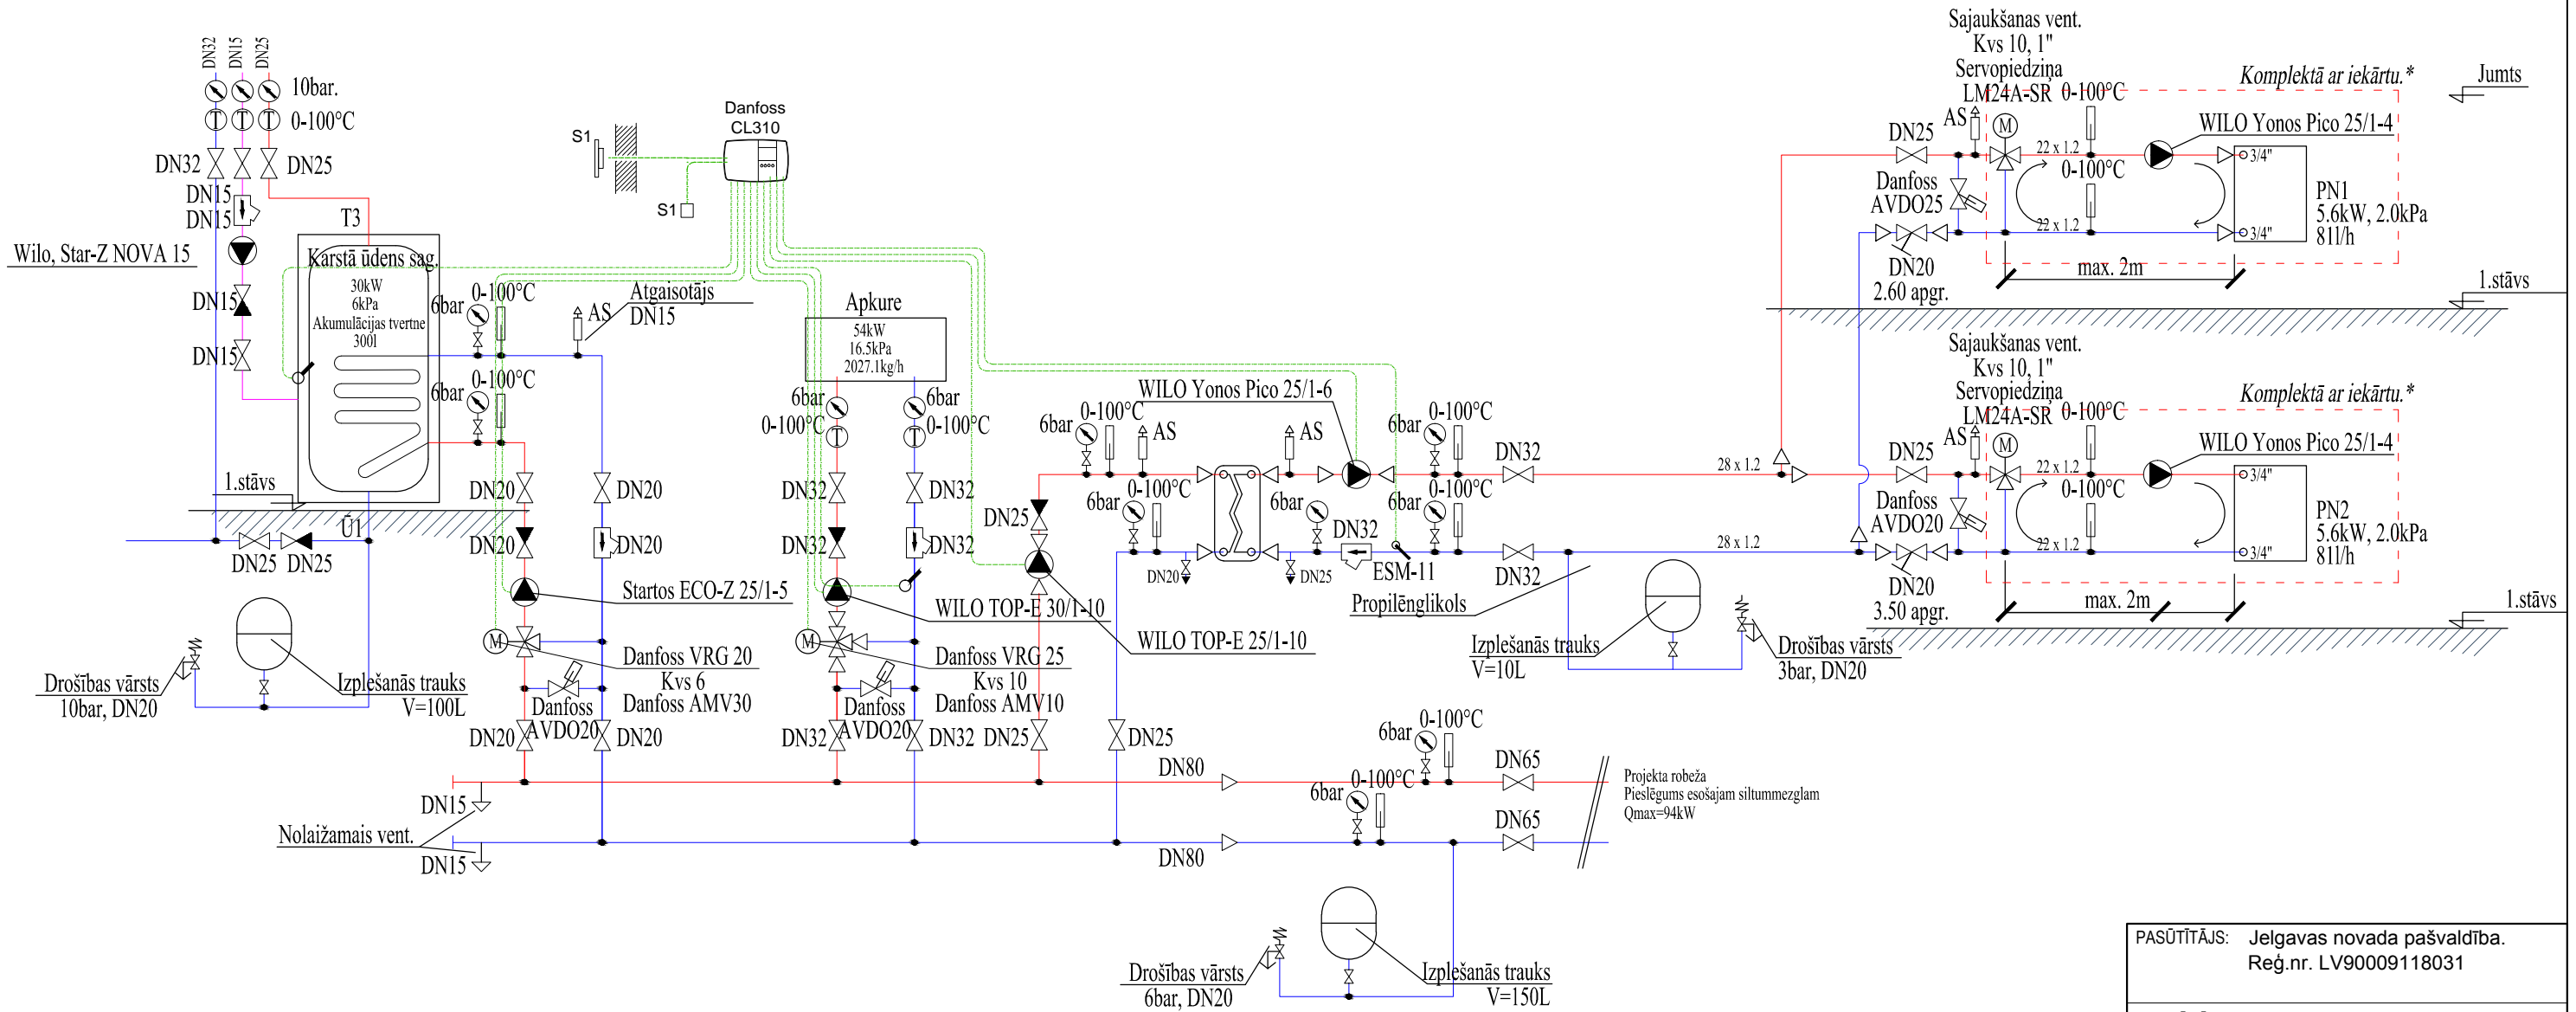 DN32
DN15
DN25
10bar.
0-100°C
DN32
DN25
DN15
DN15
T3
Wilo, Star-Z NOVA 15
Karstā ūdens sag.
30kW
6kPa
Akumulācijas tvertne
300l
DN15
DN15
1.stāvs
Ū1
DN25
DN25
Drošības vārsts
10bar, DN20
Izplešanās trauks
V=100L
6bar
0-100°C
6bar
0-100°C
AS
Atgaisotājs
DN15
S1
S1
Danfoss
CL310
DN20
DN20
DN20
DN20
Startos ECO-Z 25/1-5
M
Danfoss VRG 20
Kvs 6
Danfoss AMV30
Danfoss
AVDO20
DN20
DN20
Apkure
54kW
16.5kPa
2027.1kg/h
6bar
0-100°C
6bar
0-100°C
T
T
DN32
DN32
DN32
DN32
WILO TOP-E 30/1-10
M
Danfoss VRG 25
Kvs 10
Danfoss AMV10
Danfoss
AVDO20
DN32
DN32
DN25
DN25
WILO TOP-E 25/1-10
DN25
WILO Yonos Pico 25/1-6
6bar
0-100°C
AS
AS
6bar
0-100°C
DN32
6bar
0-100°C
6bar
DN32
6bar
0-100°C
DN20
DN25
ESM-11
DN32
Propilēnglikols
Izplešanās trauks
V=10L
Drošības vārsts
3bar, DN20
28 x 1.2
28 x 1.2
Sajaukšanas vent.
Kvs 10, 1"
Servopiedziņa
LM24A-SR
0-100°C
Komplektā ar iekārtu.*
Jumts
AS
M
WILO Yonos Pico 25/1-4
DN25
22 x 1.2
0-100°C
3/4"
Danfoss
AVDO25
PN1
5.6kW, 2.0kPa
81l/h
22 x 1.2
3/4"
DN20
2.60 apgr.
max. 2m
1.stāvs
Sajaukšanas vent.
Kvs 10, 1"
Servopiedziņa
LM24A-SR
0-100°C
Komplektā ar iekārtu.*
AS
M
WILO Yonos Pico 25/1-4
DN25
22 x 1.2
0-100°C
3/4"
Danfoss
AVDO20
PN2
5.6kW, 2.0kPa
81l/h
22 x 1.2
3/4"
DN20
3.50 apgr.
max. 2m
1.stāvs
DN15
Nolaižamais vent.
DN15
DN80
DN80
6bar
0-100°C
6bar
0-100°C
DN65
DN65
Projekta robeža
Pieslēgums esošajam siltummezglam
Qmax=94kW
Drošības vārsts
6bar, DN20
Izplešanās trauks
V=150L
PASŪTĪTĀJS: Jelgavas novada pašvaldība.
Reģ.nr. LV90009118031